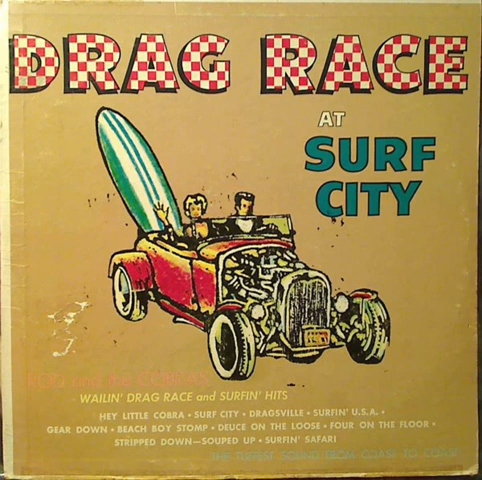 DRAG RACE
AT
SURF
CITY
ROD and the COBRAS
WAILIN' DRAG RACE and SURFIN' HITS
HEY LITTLE COBRA • SURF CITY • DRAGSVILLE • SURFIN' U.S.A. •
GEAR DOWN • BEACH BOY STOMP • DEUCE ON THE LOOSE • FOUR ON THE FLOOR •
STRIPPED DOWN—SOUPED UP • SURFIN' SAFARI
THE TUFFEST SOUND FROM COAST TO COAST